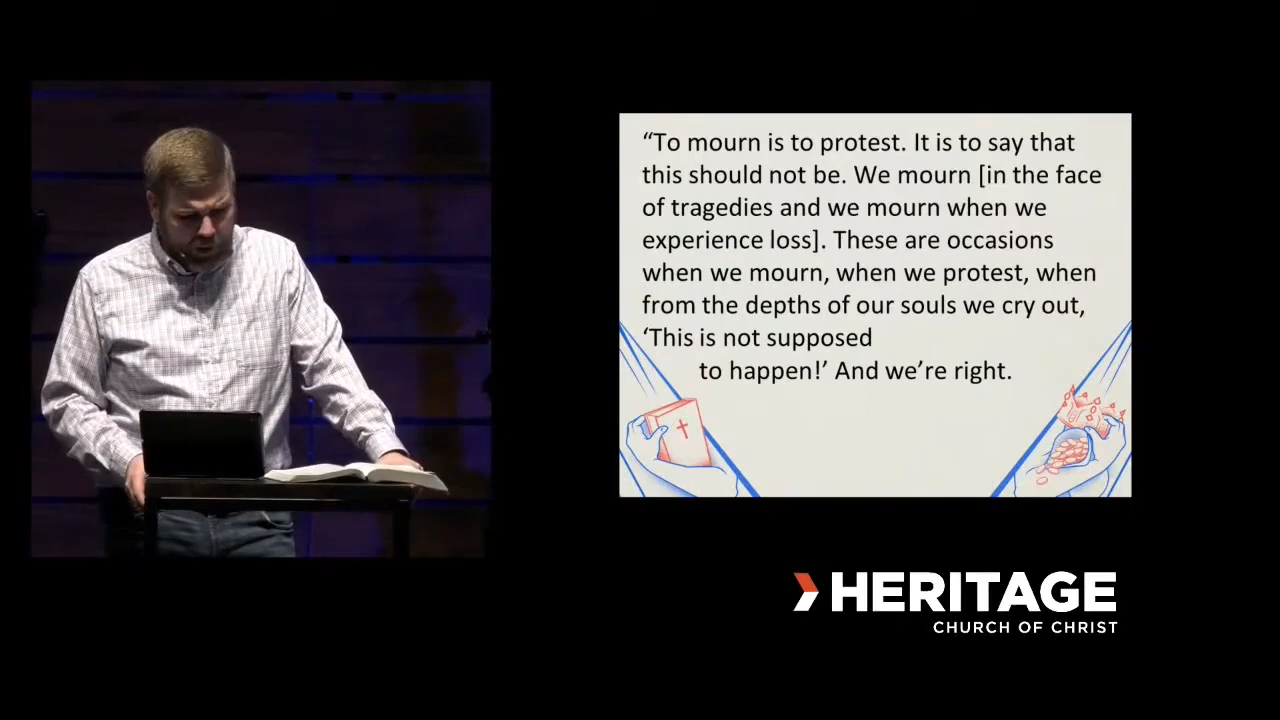 “To mourn is to protest. It is to say that
this should not be. We mourn [in the face
of tragedies and we mourn when we
experience loss]. These are occasions
when we mourn, when we protest, when
from the depths of our souls we cry out,
‘This is not supposed
to happen!’ And we’re right.
HERITAGE
CHURCH OF CHRIST